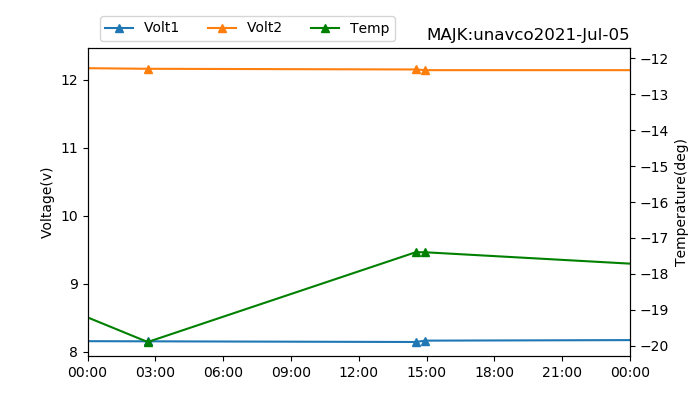 Volt1 Volt2 Temp
MAJK:unavco2021-Jul-05
Voltage(v)
12
11
10
9
8
−12
−13
−14
−15
−16
−17
−18
−19
−20
Temperature(deg)
00:00 03:00 06:00 09:00 12:00 15:00 18:00 21:00 00:00